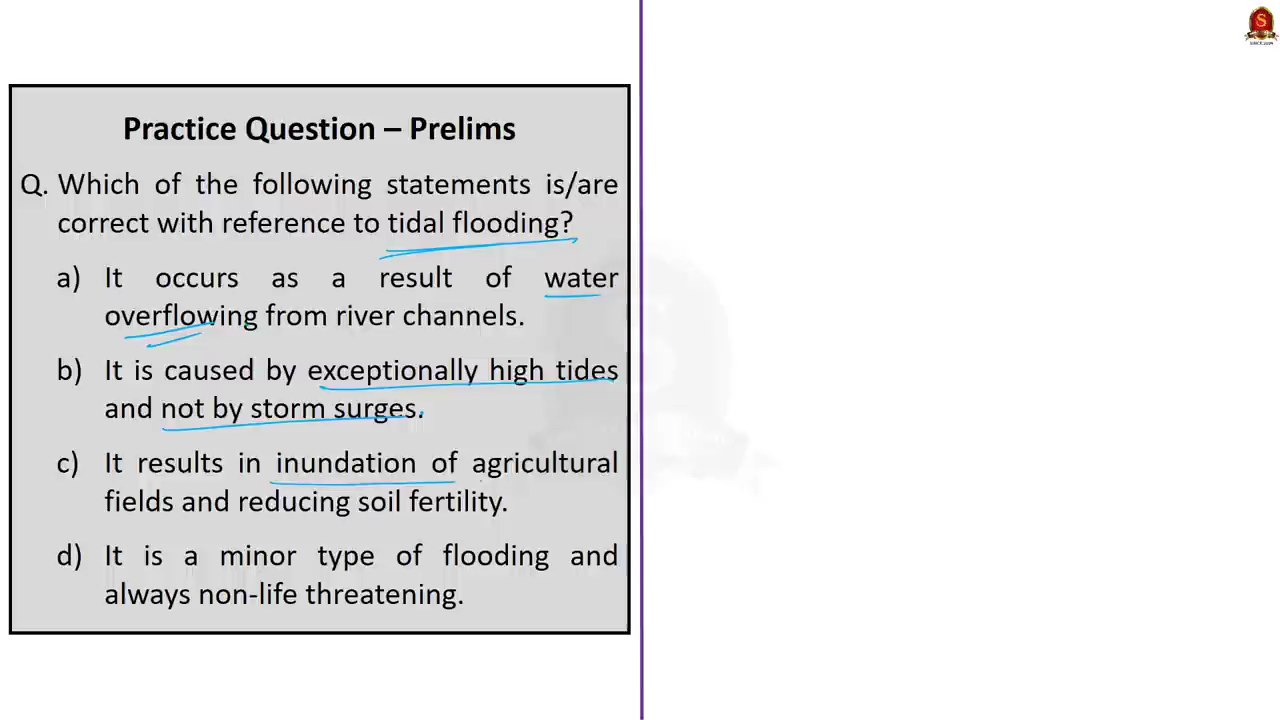 Practice Question – Prelims
Q. Which of the following statements is/are
correct with reference to tidal flooding?
a) It occurs as a result of water
overflowing from river channels.
b) It is caused by exceptionally high tides
and not by storm surges.
c) It results in inundation of agricultural
fields and reducing soil fertility.
d) It is a minor type of flooding and
always non-life threatening.
S